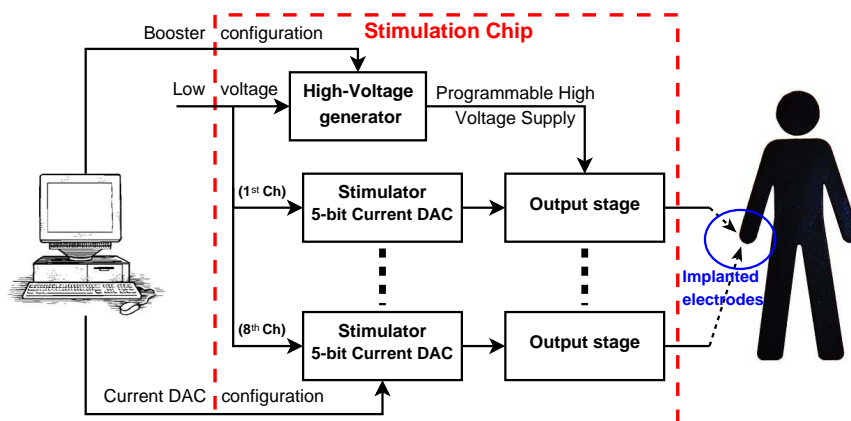 Stimulation Chip
Booster configuration
Low voltage
High-Voltage
generator
Programmable High
Voltage Supply
(1st Ch)
Stimulator
5-bit Current DAC
Output stage
Implanted
electrodes
(8th Ch)
Stimulator
5-bit Current DAC
Output stage
Current DAC configuration